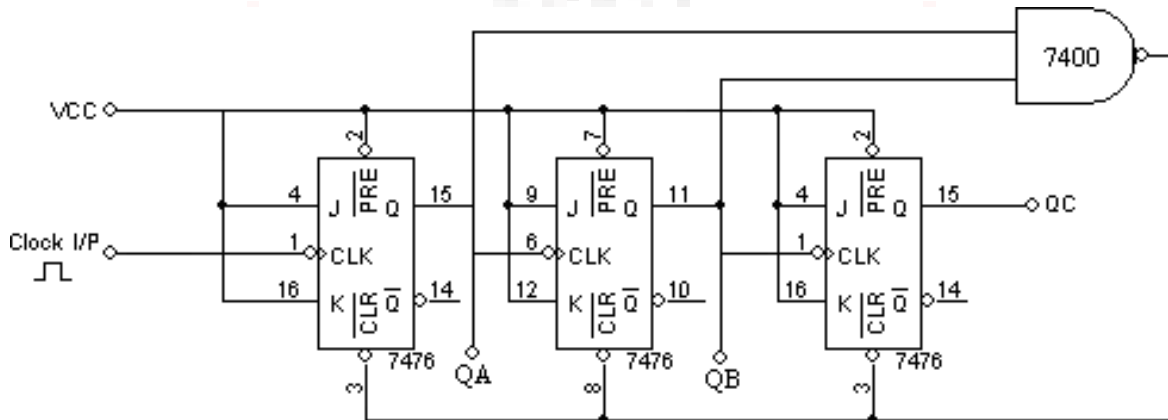 7400
VCC
2 7 2
4 J PRE Q 15 9 J PRE Q 11 4 J PRE Q 15 QC
Clock I/P 1 CLK 6 CLK 1 CLK
16 K CLR Q 14 12 K CLR Q 10 16 K CLR Q 14
3 7476 QA 8 7476 QB 3 7476